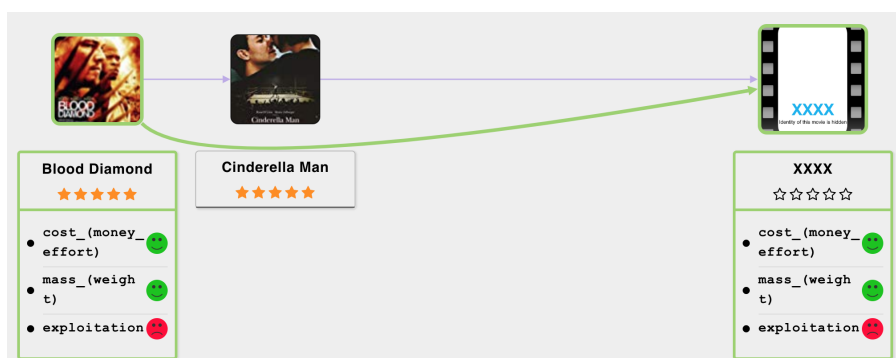 BLOOD
DIAMOND
Cinderella Man
XXXX
Identity of this movie is hidden
Blood Diamond
Cinderella Man
XXXX
cost_(money_
effort)
mass_(weigh
t)
exploitation
cost_(money_
effort)
mass_(weigh
t)
exploitation